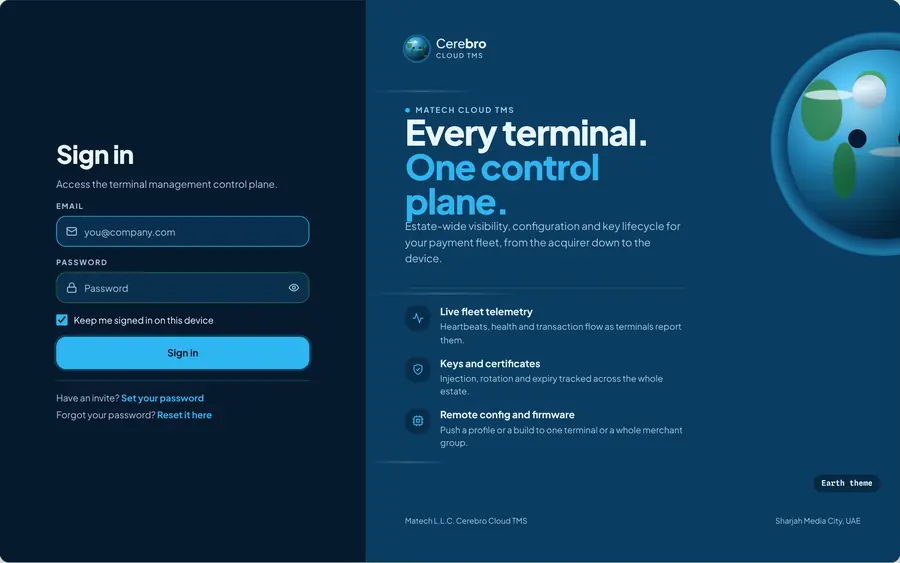 Sign in
Access the terminal management control plane.
EMAIL
you@company.com
PASSWORD
Password
Keep me signed in on this device
Sign in
Have an invite? Set your password
Forgot your password? Reset it here
Cerebro
CLOUD TMS
MATECH CLOUD TMS
Every terminal.
One control
plane.
Estate-wide visibility, configuration and key lifecycle for
your payment fleet, from the acquirer down to the
device.
Live fleet telemetry
Heartbeats, health and transaction flow as terminals report
them.
Keys and certificates
Injection, rotation and expiry tracked across the whole
estate.
Remote config and firmware
Push a profile or a build to one terminal or a whole merchant
group.
Earth theme
Matech L.L.C. Cerebro Cloud TMS
Sharjah Media City, UAE